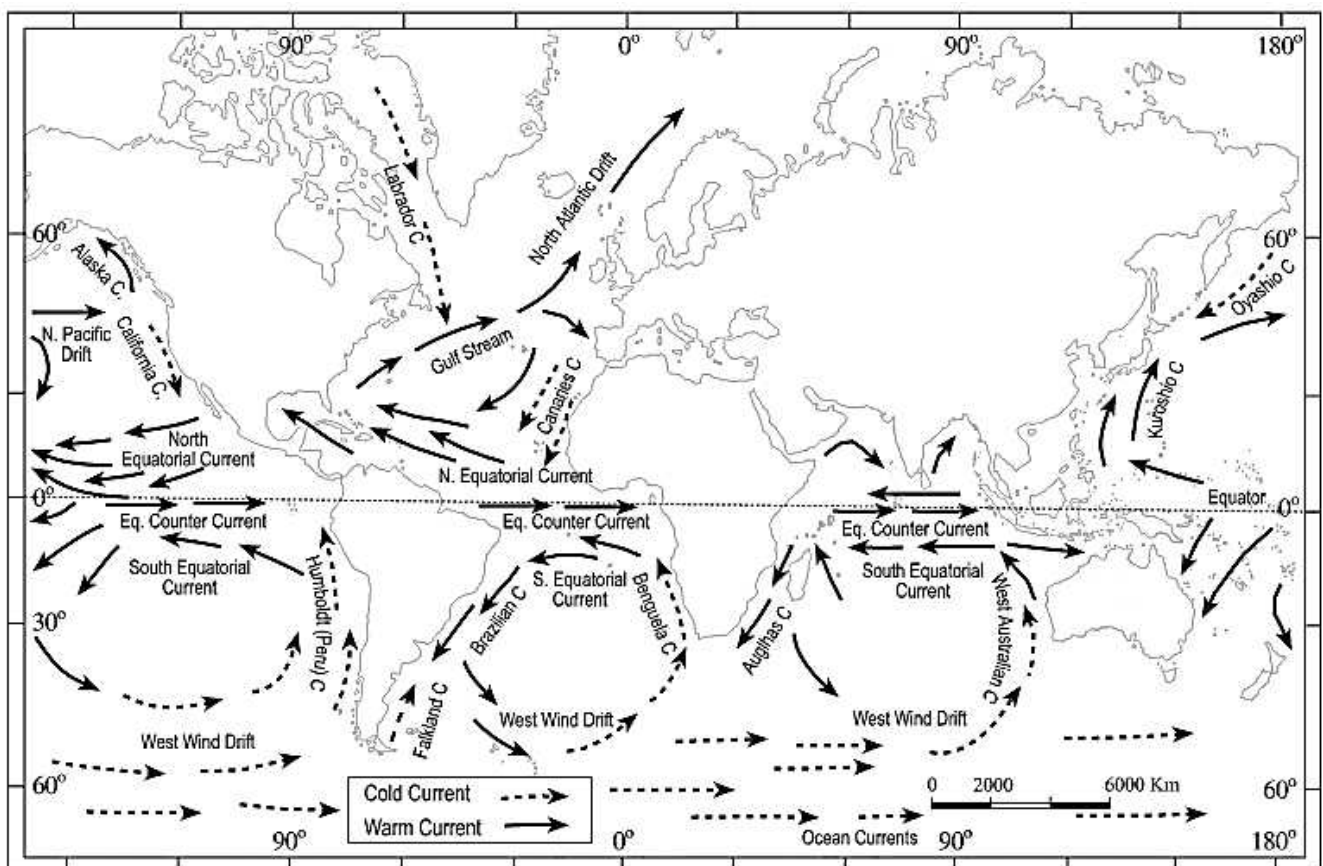 90°
0°
90°
180°
Labrador C
North Atlantic Drift
60°
60°
Alaska C.
Oyashio C
N. Pacific
Drift
California C.
Gulf Stream
Canaries C
Kuroshio C
North
Equatorial Current
N. Equatorial Current
0°
Equator
0°
Eq. Counter Current
Eq. Counter Current
Eq. Counter Current
South Equatorial
Current
Humboldt (Peru) C
S. Equatorial
Current
Brazilian C
Benguela C
South Equatorial
Current
West Australian C
30°
30°
Auglhas C
Falkland C
West Wind Drift
West Wind Drift
West Wind Drift
60°
60°
0
2000
6000 Km
Cold Current
Warm Current
Ocean Currents
90°
0°
90°
180°